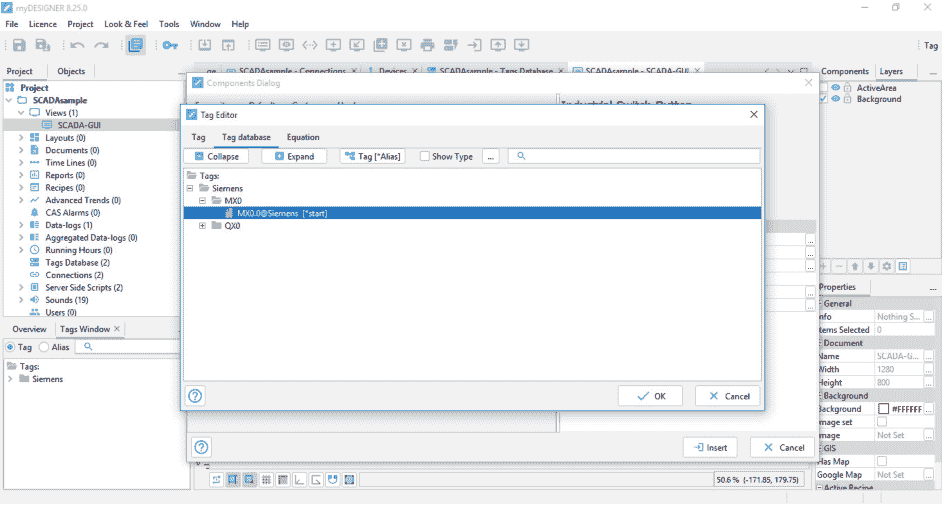 myDESIGNER 8.25.0
File Licence Project Look & Feel Tools Window Help
Tag
Project Objects
SCADAsample - Connections Devices SCADAsample - Tags Database SCADAsample - SCADA-GUI
Components Layers
Project
SCADAsample
Views (1)
SCADA-GUI
Layouts (0)
Documents (0)
Time Lines (0)
Reports (0)
Recipes (0)
Advanced Trends (0)
CAS Alarms (0)
Data-logs (1)
Aggregated Data-logs (0)
Running Hours (0)
Tags Database (2)
Connections (2)
Server Side Scripts (2)
Sounds (19)
Users (0)
Overview Tags Window
Tag Alias
Tags:
Siemens
Components Dialog
Industrial Switch Button
Tag Editor
Tag Tag database Equation
Collapse Expand Tag [*Alias] Show Type ...
Tags:
Siemens
MX0
MX0.0@Siemens [*start]
QX0
OK Cancel
Insert Cancel
50.6 % (-171.85, 179.75)
ActiveArea
Background
Properties ...
General
Info Nothing S... ...
Items Selected 0
Document
Name SCADA-G... ...
Width 1280 ...
Height 800 ...
Background
Background #FFFFFF ...
Image set
Image Not Set ...
GIS
Has Map
Google Map Not Set ...
Active Recipe